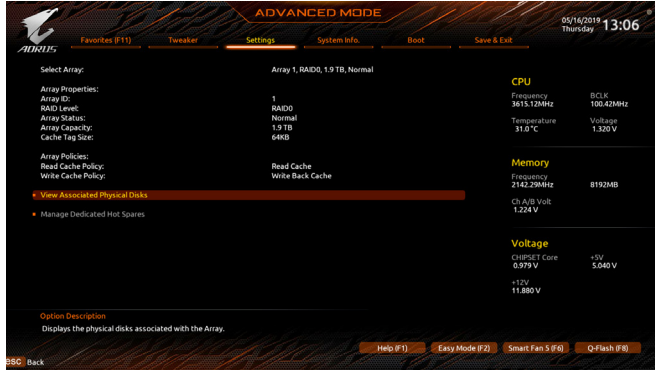 ADVANCED MODE
05/16/2019 Thursday 13:06
AORUS
Favorites (F11) Tweaker Settings System Info. Boot Save & Exit
Select Array: Array 1, RAID0, 1.9 TB, Normal
Array Properties:
Array ID: 1
RAID Level: RAID0
Array Status: Normal
Array Capacity: 1.9 TB
Cache Tag Size: 64KB
Array Policies:
Read Cache Policy: Read Cache
Write Cache Policy: Write Back Cache
View Associated Physical Disks
Manage Dedicated Hot Spares
CPU
Frequency BCLK
3615.12MHz 100.42MHz
Temperature Voltage
31.0 °C 1.320 V
Memory
Frequency
2142.29MHz 8192MB
Ch A/B Volt
1.224 V
Voltage
CHIPSET Core +5V
0.979 V 5.040 V
+12V
11.880 V
Option Description
Displays the physical disks associated with the Array.
Help (F1) Easy Mode (F2) Smart Fan 5 (F6) Q-Flash (F8)
esc Back